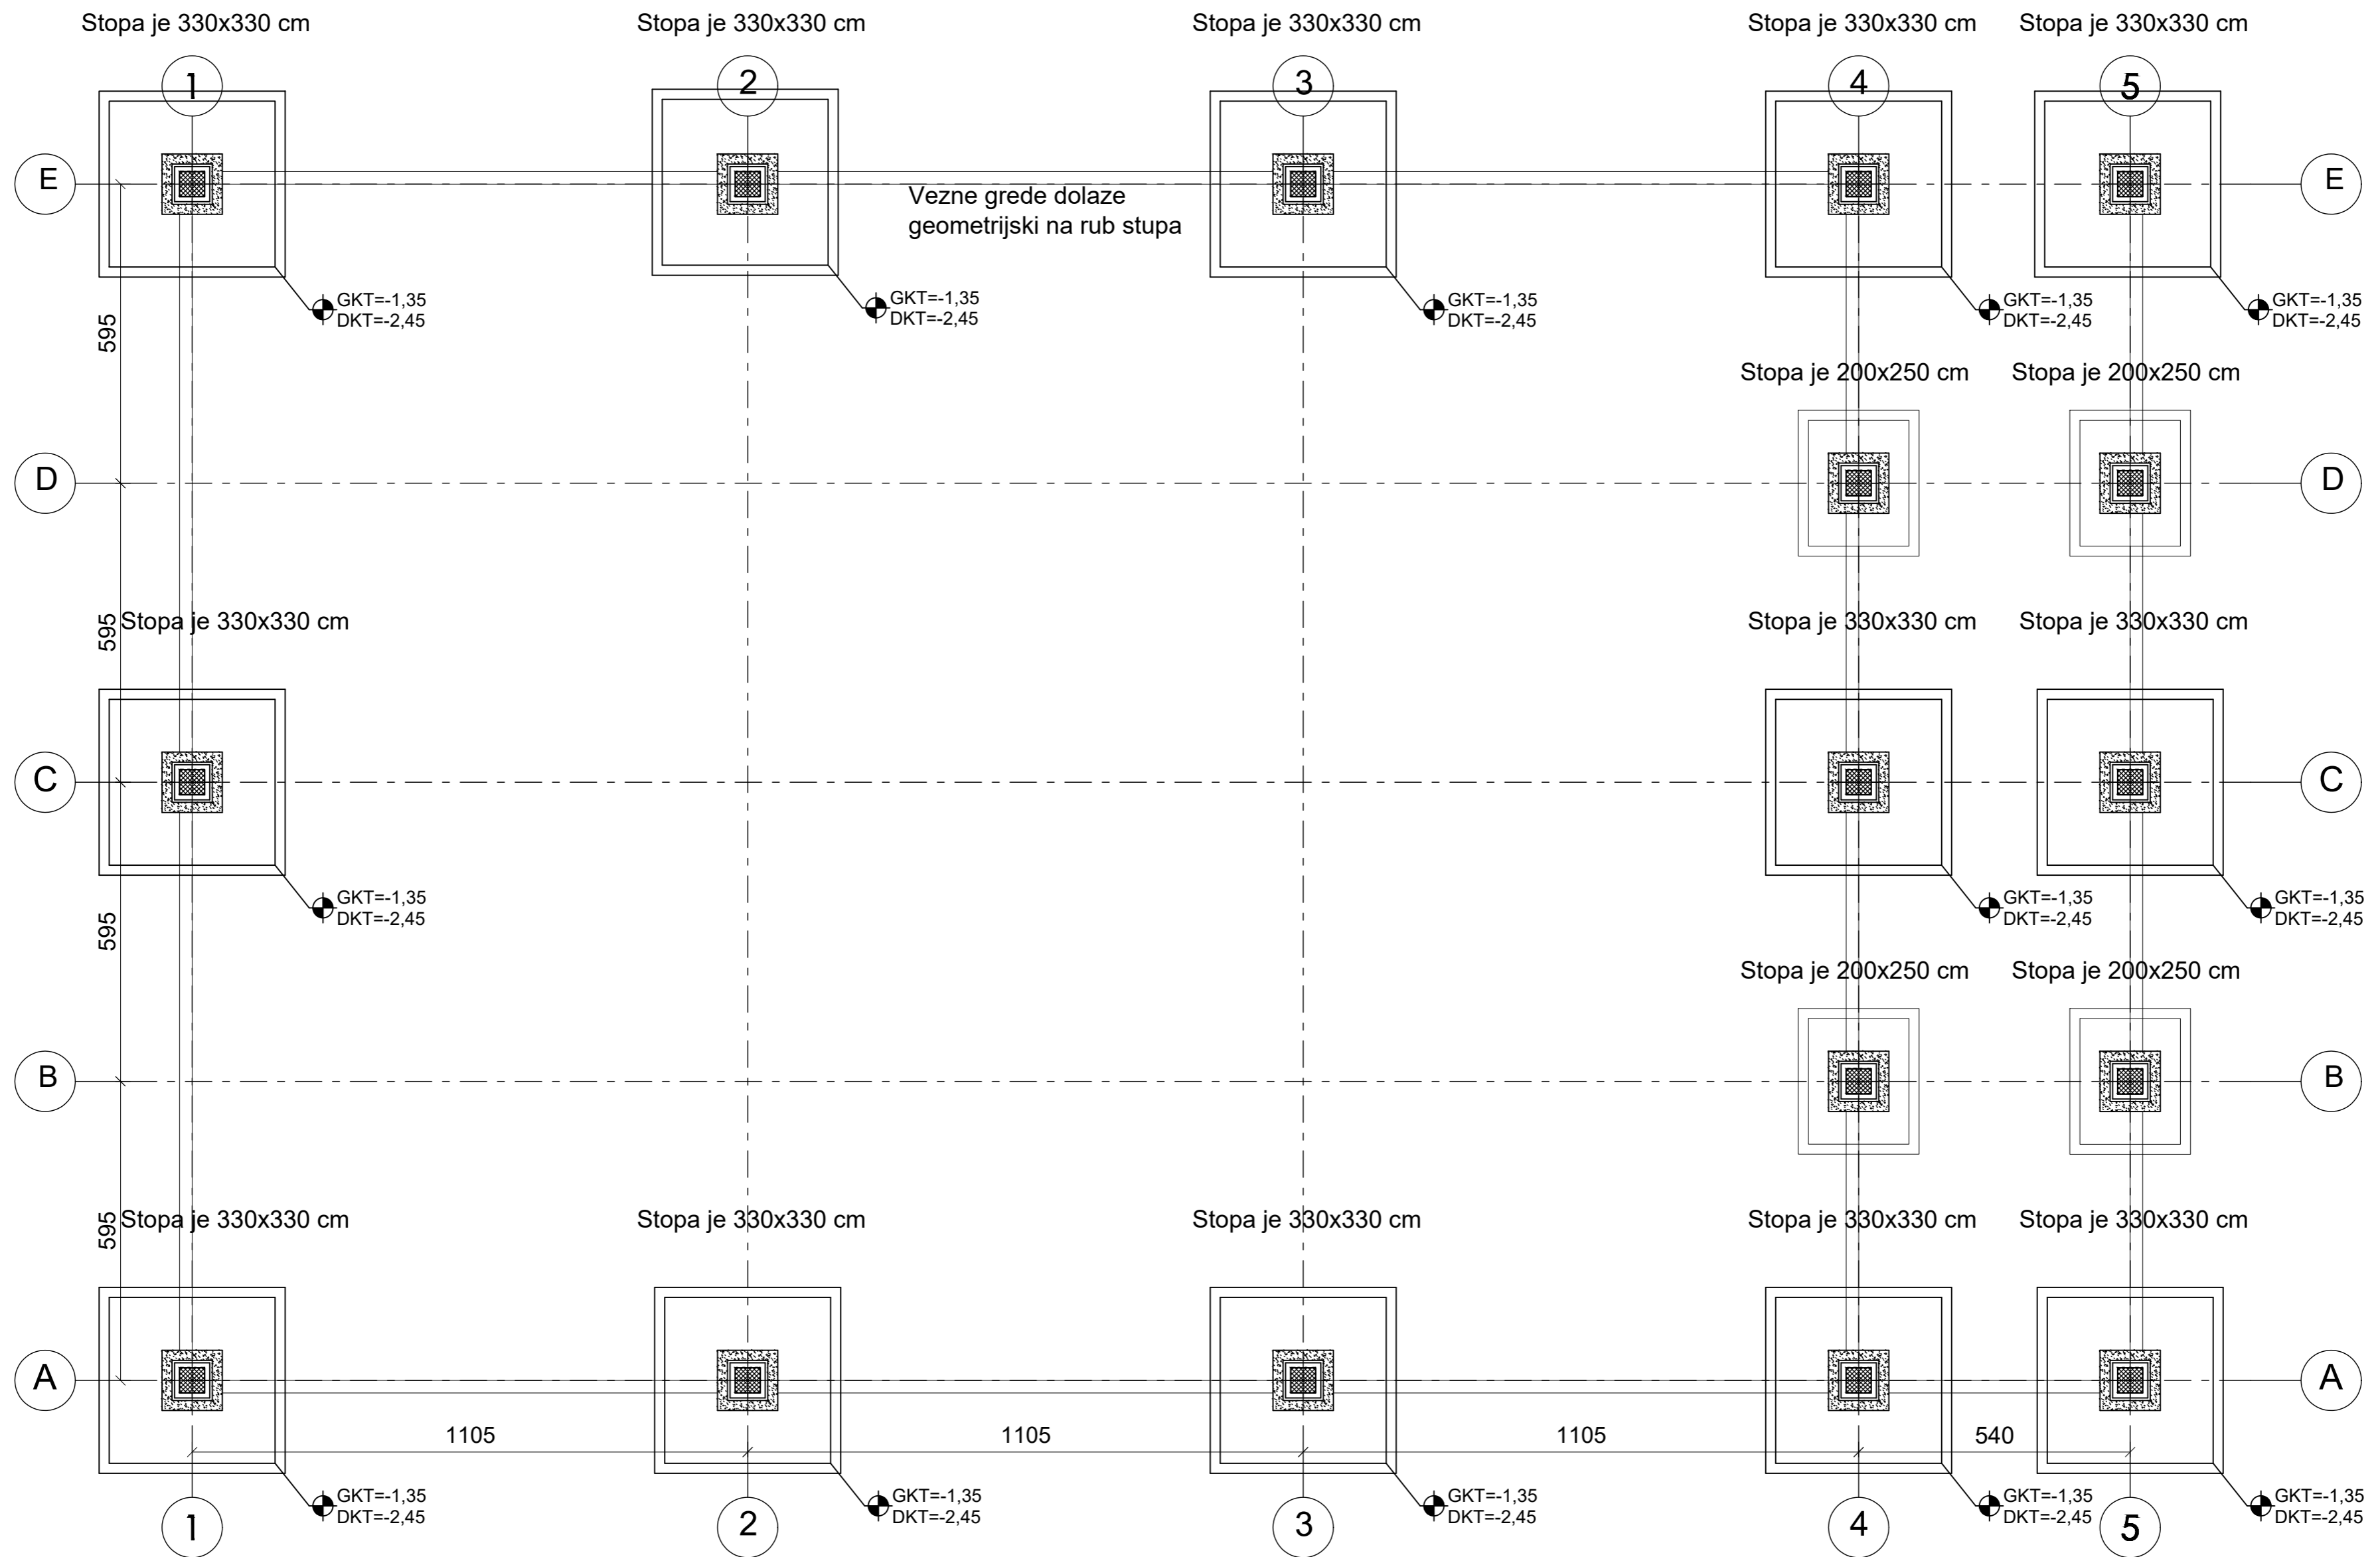 Stopa je 330x330 cm
Stopa je 330x330 cm
Stopa je 330x330 cm
Stopa je 330x330 cm
Stopa je 330x330 cm
1
2
3
4
5
E
E
Vezne grede dolaze
geometrijski na rub stupa
GKT=-1,35
DKT=-2,45
GKT=-1,35
DKT=-2,45
GKT=-1,35
DKT=-2,45
GKT=-1,35
DKT=-2,45
GKT=-1,35
DKT=-2,45
595
Stopa je 200x250 cm
Stopa je 200x250 cm
D
D
595
Stopa je 330x330 cm
Stopa je 330x330 cm
Stopa je 330x330 cm
C
C
GKT=-1,35
DKT=-2,45
GKT=-1,35
DKT=-2,45
GKT=-1,35
DKT=-2,45
595
Stopa je 200x250 cm
Stopa je 200x250 cm
B
B
595
Stopa je 330x330 cm
Stopa je 330x330 cm
Stopa je 330x330 cm
Stopa je 330x330 cm
Stopa je 330x330 cm
A
A
1105
1105
1105
540
GKT=-1,35
DKT=-2,45
GKT=-1,35
DKT=-2,45
GKT=-1,35
DKT=-2,45
GKT=-1,35
DKT=-2,45
GKT=-1,35
DKT=-2,45
1
2
3
4
5